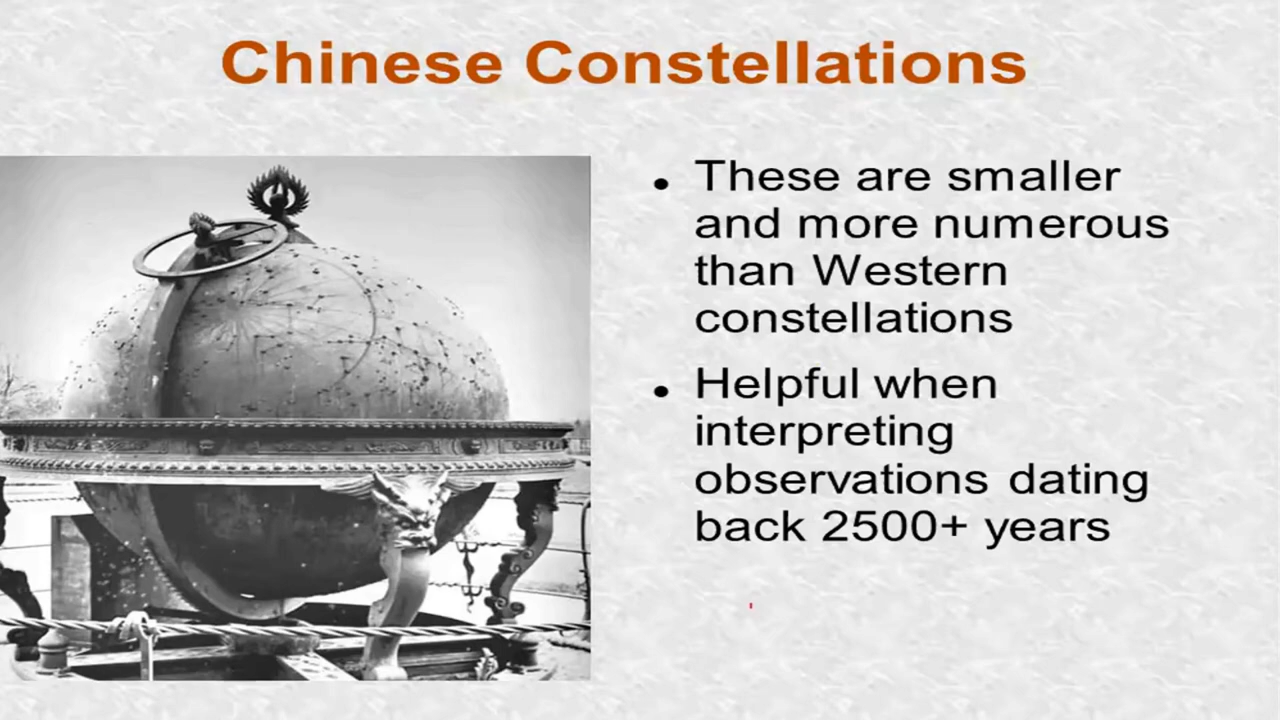 Chinese Constellations
• These are smaller
and more numerous
than Western
constellations
• Helpful when
interpreting
observations dating
back 2500+ years